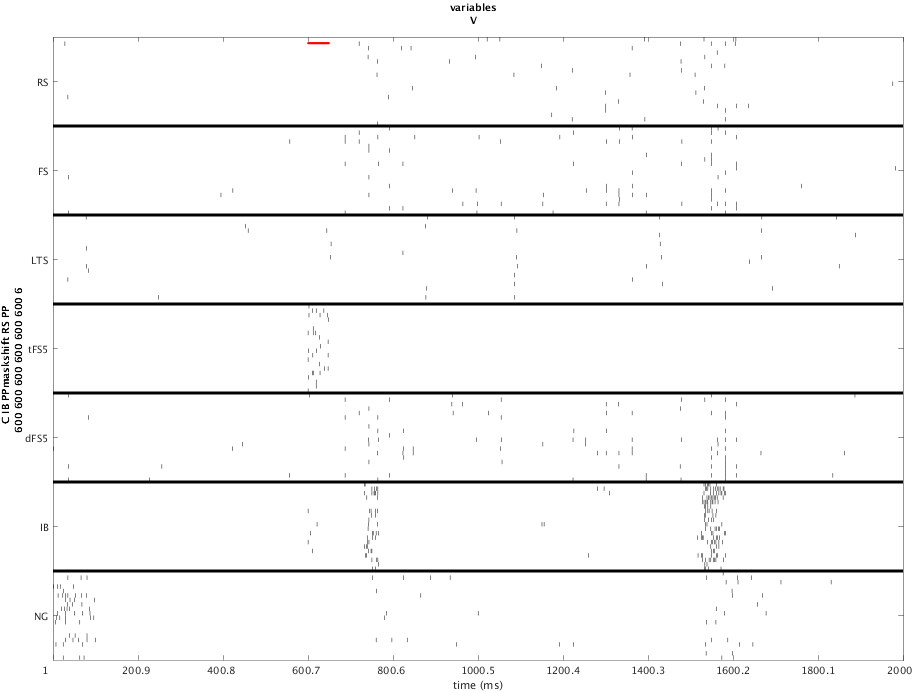 variables
V
RS
FS
LTS
tFS5
dFS5
IB
NG
C IB PPmaskshift RS PP
600 600 600 600 600 600 600 6
1 200.9 400.8 600.7 800.6 1000.5 1200.4 1400.3 1600.2 1800.1 2000
time (ms)